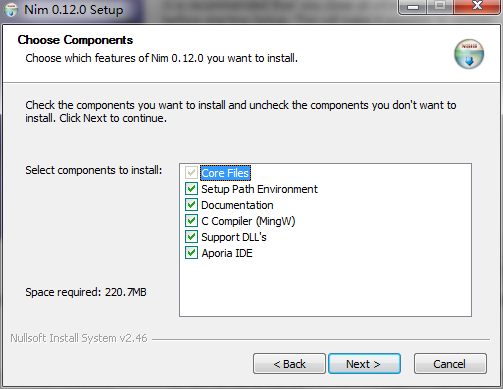 Nim 0.12.0 Setup
Choose Components
Choose which features of Nim 0.12.0 you want to install.
Check the components you want to install and uncheck the components you don't want to
install. Click Next to continue.
Select components to install:
Core Files
Setup Path Environment
Documentation
C Compiler (MingW)
Support DLL's
Aporia IDE
Space required: 220.7MB
Nullsoft Install System v2.46
< Back
Next >
Cancel